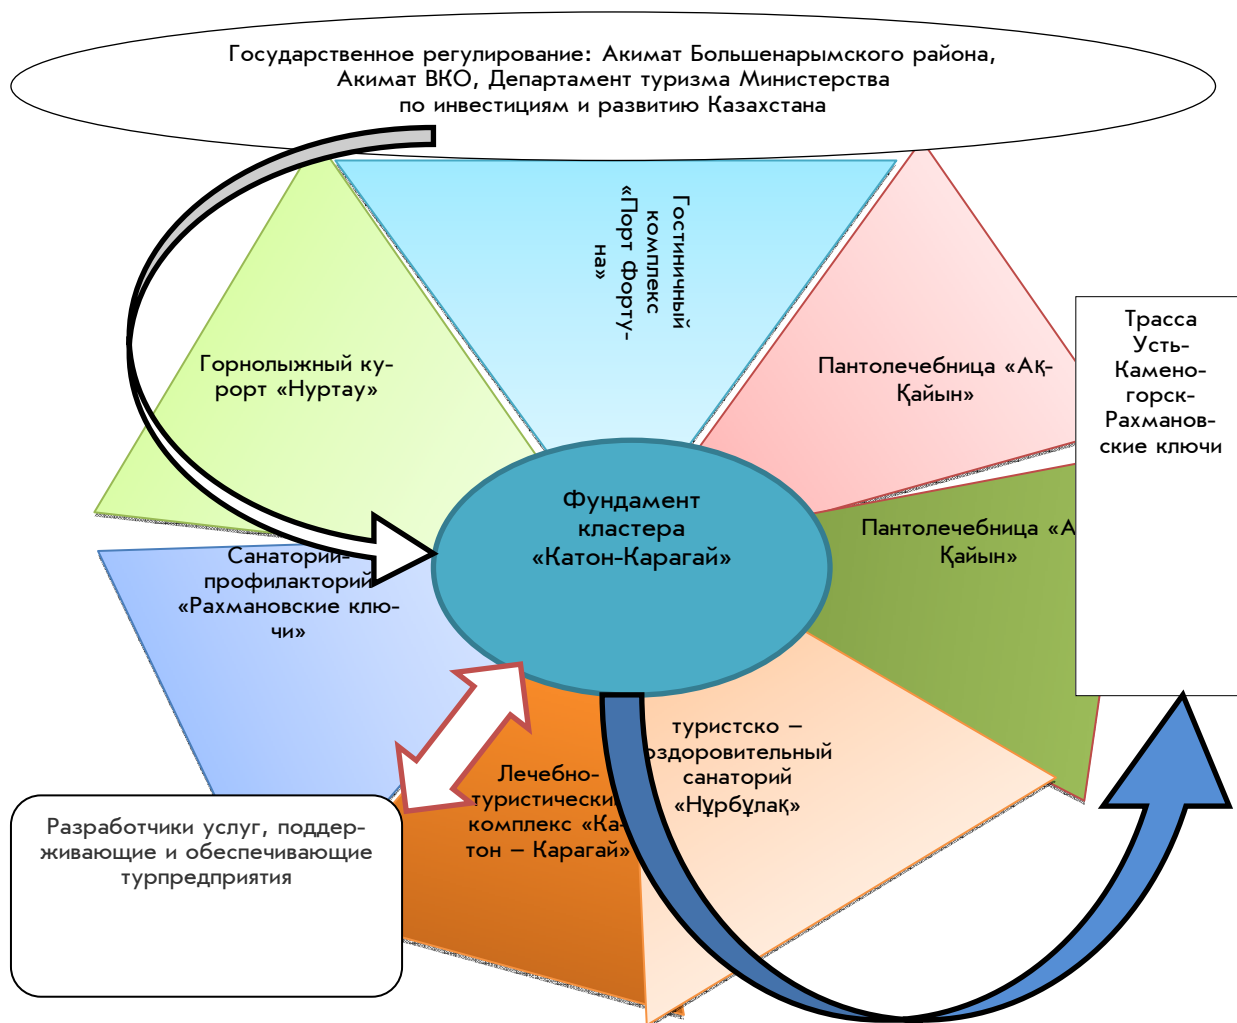 Государственное регулирование: Акимат Большенарымского района,
Акимат ВКО, Департамент туризма Министерства
по инвестициям и развитию Казахстана
Гостиничный
комплекс
«Порт Форту-
на»
Горнолыжный ку-
рорт «Нуртау»
Пантолечебница «Ақ-
Қайын»
Трасса
Усть-
Камено-
горск-
Рахманов-
ские ключи
Фундамент
кластера
«Катон-Карагай»
Пантолечебница «А
Қайын»
Санаторий-
профилакторий
«Рахмановские клю-
чи»
туристско –
оздоровительный
санаторий
«Нұрбұлақ»
Лечебно-
туристический
комплекс «Ка-
тон – Карагай»
Разработчики услуг, поддер-
живающие и обеспечивающие
турпредприятия